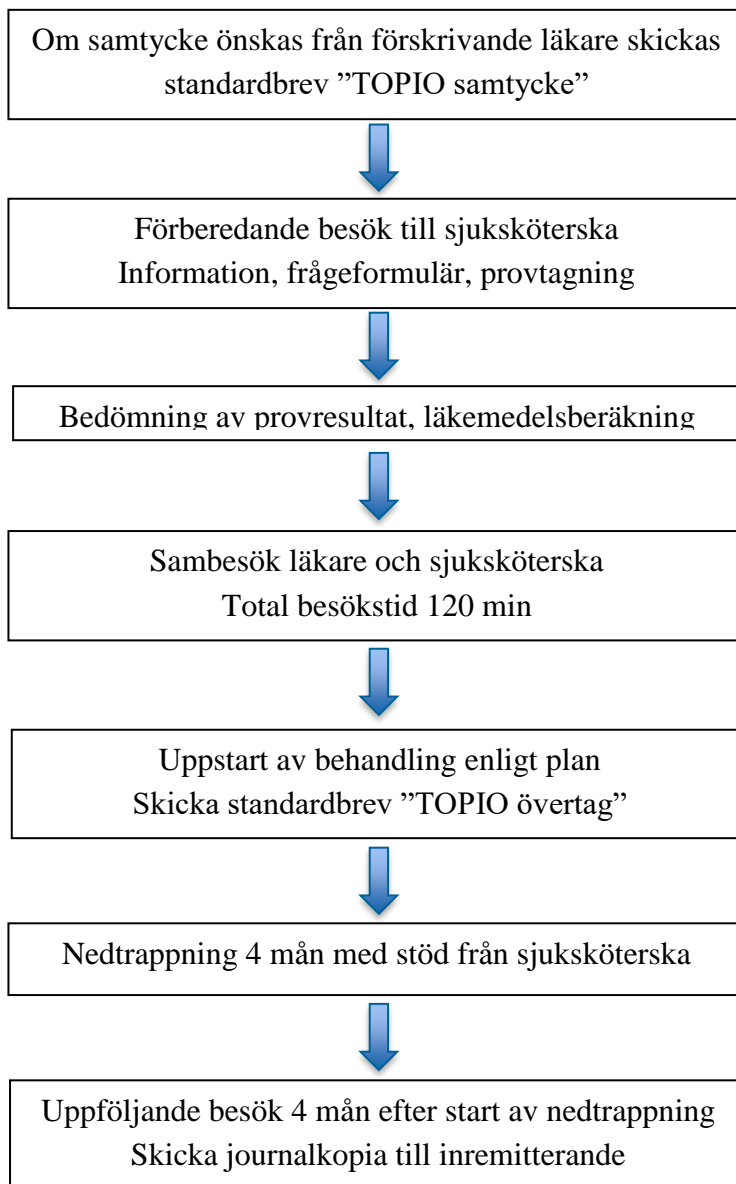 Om samtycke önskas från förskrivande läkare skickas
standardbrev ”TOPIO samtycke”
Förberedande besök till sjuksköterska
Information, frågeformulär, provtagning
Bedömning av provresultat, läkemedelsberäkning
Sambesök läkare och sjuksköterska
Total besökstid 120 min
Uppstart av behandling enligt plan
Skicka standardbrev ”TOPIO övertag”
Nedtrappning 4 mån med stöd från sjuksköterska
Uppföljande besök 4 mån efter start av nedtrappning
Skicka journalkopia till inremitterande